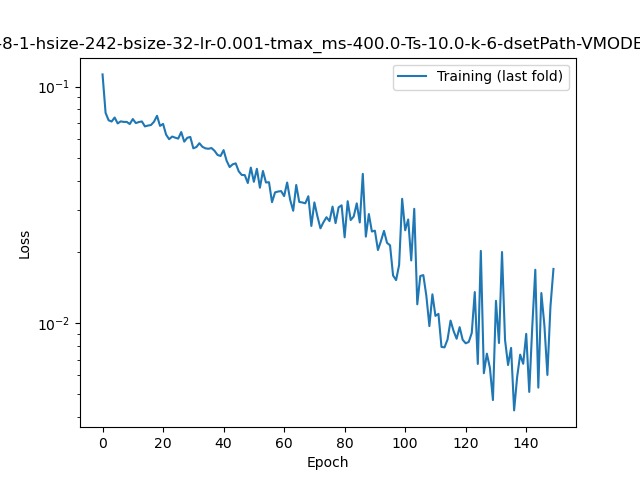 -8-1-hsize-242-bsize-32-lr-0.001-tmax_ms-400.0-Ts-10.0-k-6-dsetPath-VMODE
Training (last fold)
10⁻¹
10⁻²
Loss
0 20 40 60 80 100 120 140
Epoch